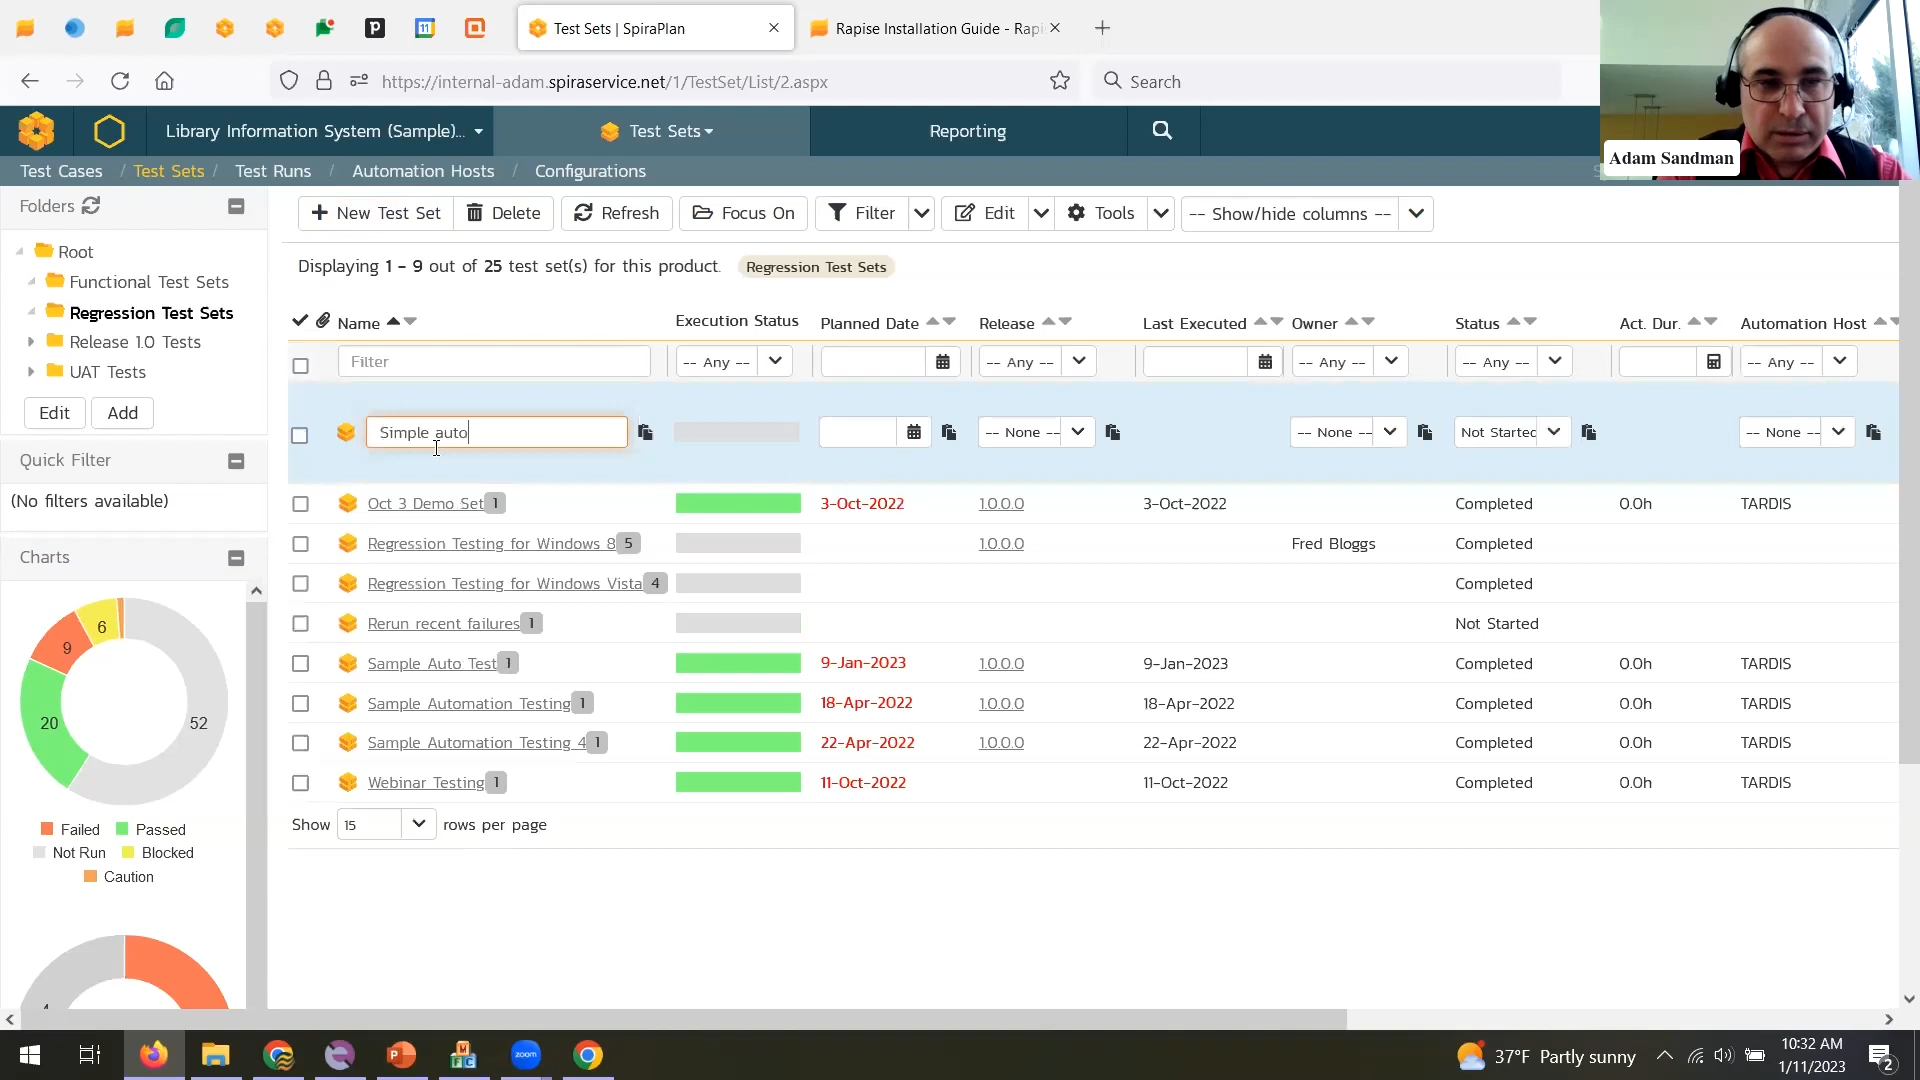 Test Sets | SpiraPlan
Rapise Installation Guide - Rapi
https://internal-adam.spiraservice.net/1/TestSet/List/2.aspx
Search
Library Information System (Sample)...
Test Sets
Reporting
Adam Sandman
Test Cases / Test Sets / Test Runs / Automation Hosts / Configurations
Folders
Root
Functional Test Sets
Regression Test Sets
Release 1.0 Tests
UAT Tests
Edit
Add
Quick Filter
(No filters available)
Charts
6
9
20
52
Failed
Passed
Not Run
Blocked
Caution
New Test Set
Delete
Refresh
Focus On
Filter
Edit
Tools
-- Show/hide columns --
Displaying 1 - 9 out of 25 test set(s) for this product.
Regression Test Sets
Name
Execution Status
Planned Date
Release
Last Executed
Owner
Status
Act. Dur.
Automation Host
Filter
-- Any --
-- Any --
-- Any --
-- Any --
-- Any --
Simple auto
-- None --
-- None --
Not Started
-- None --
Oct 3 Demo Set 1 3-Oct-2022 1.0.0.0 3-Oct-2022 Completed 0.0h TARDIS
Regression Testing for Windows 8 5 1.0.0.0 Fred Bloggs Completed
Regression Testing for Windows Vista 4 Completed
Rerun recent failures 1 Not Started
Sample Auto Test 1 9-Jan-2023 1.0.0.0 9-Jan-2023 Completed 0.0h TARDIS
Sample Automation Testing 1 18-Apr-2022 1.0.0.0 18-Apr-2022 Completed 0.0h TARDIS
Sample Automation Testing 4 1 22-Apr-2022 1.0.0.0 22-Apr-2022 Completed 0.0h TARDIS
Webinar Testing 1 11-Oct-2022 11-Oct-2022 Completed 0.0h TARDIS
Show 15 rows per page
zoom
37°F Partly sunny
10:32 AM
1/11/2023
2